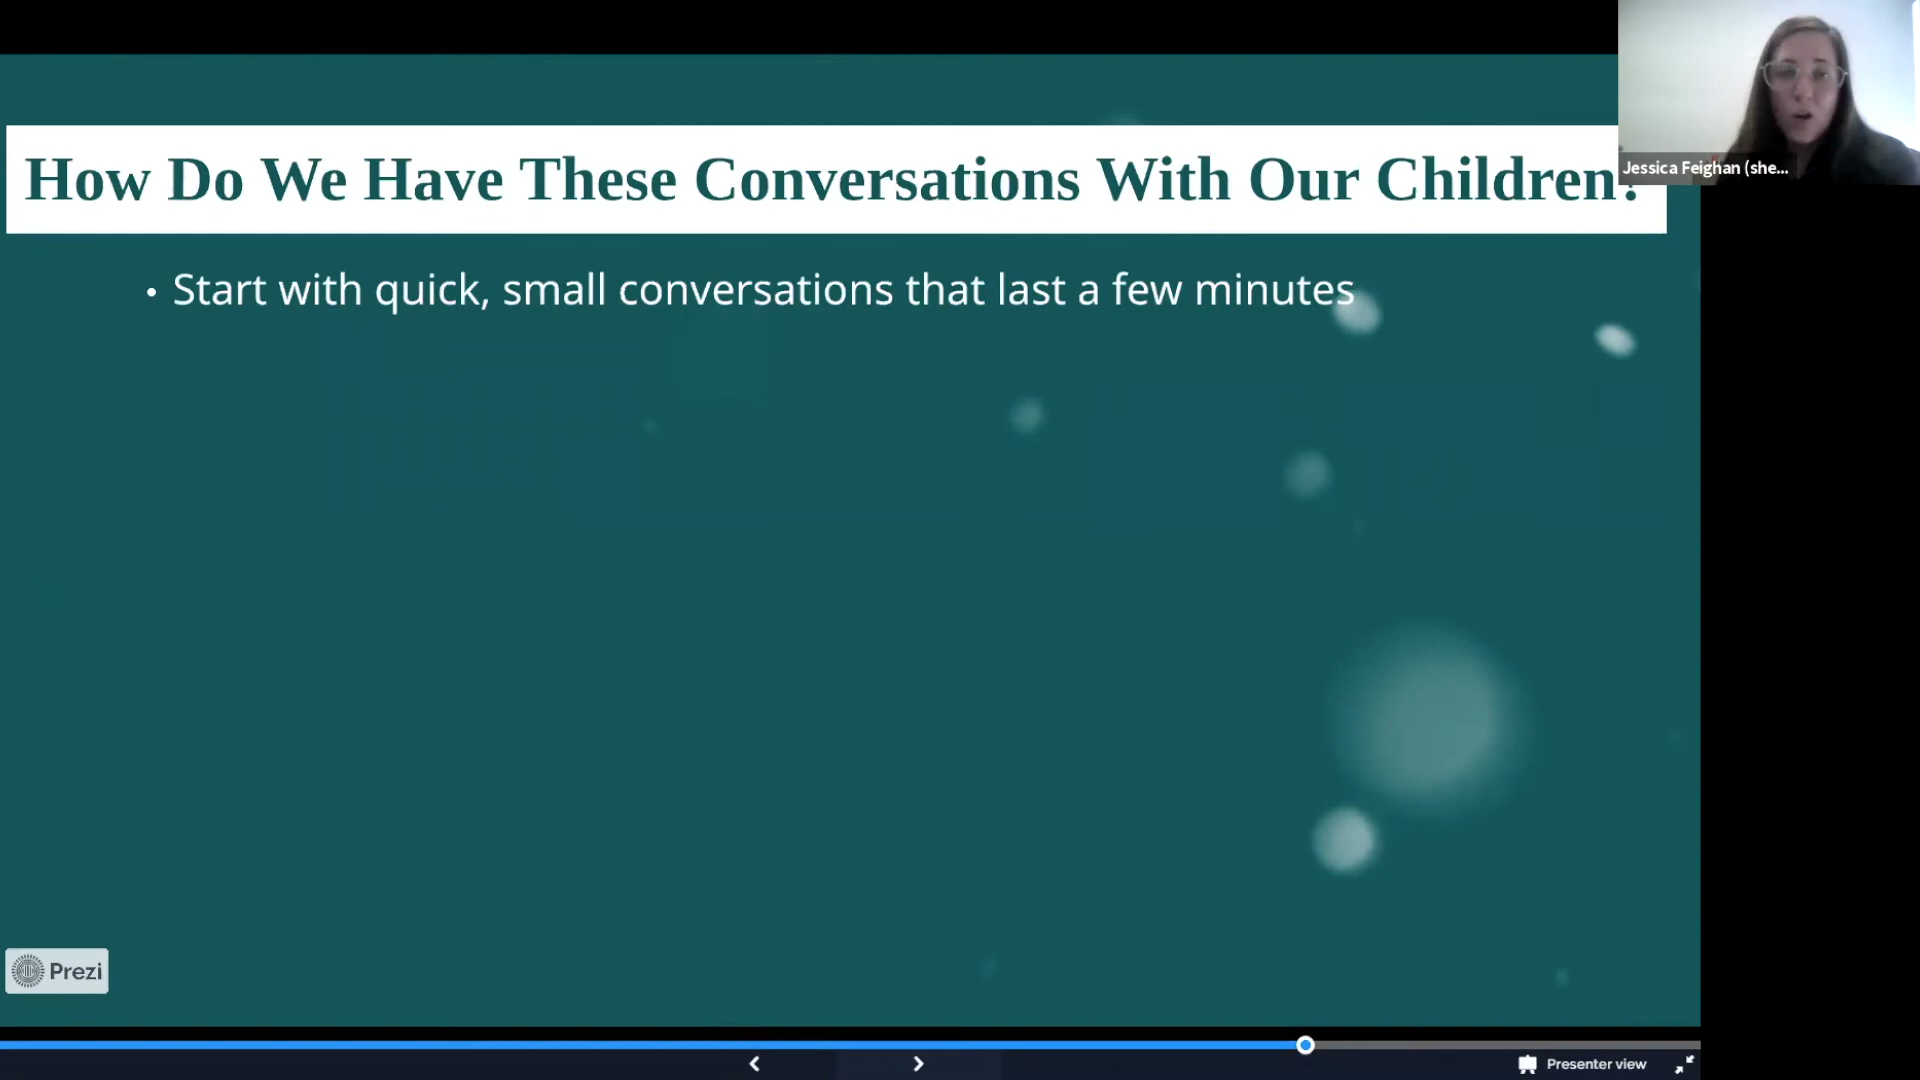 How Do We Have These Conversations With Our Children?
Jessica Feighan (she...
• Start with quick, small conversations that last a few minutes
Prezi
Presenter view